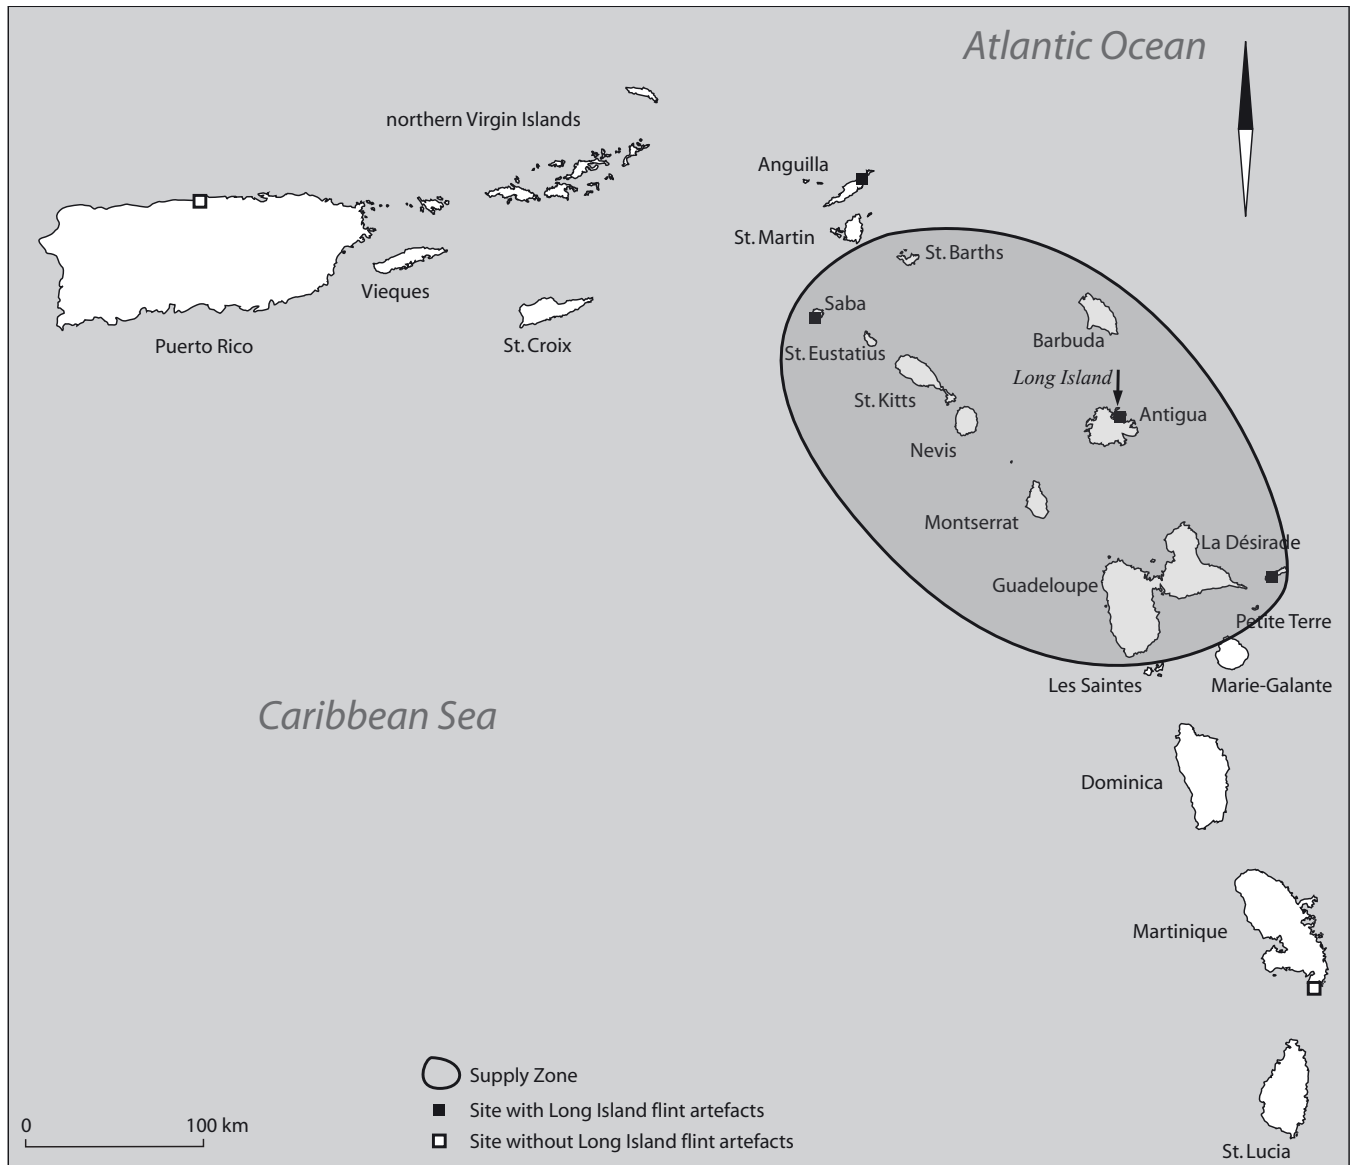 Atlantic Ocean
northern Virgin Islands
Anguilla
St. Martin
St. Barths
Vieques
Saba
Puerto Rico
St. Croix
St. Eustatius
Barbuda
Long Island
St. Kitts
Antigua
Nevis
Montserrat
La Désirade
Guadeloupe
Petite Terre
Les Saintes
Marie-Galante
Caribbean Sea
Dominica
Martinique
Supply Zone
Site with Long Island flint artefacts
Site without Long Island flint artefacts
0
100 km
St. Lucia